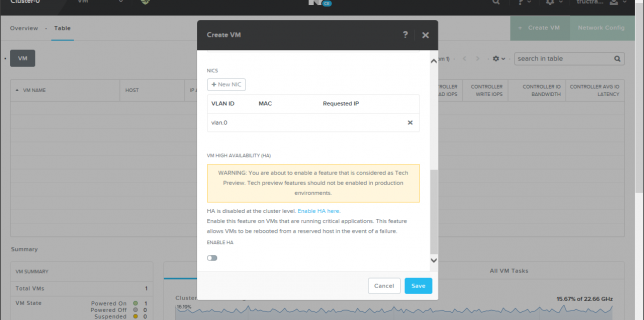 Cluster-0
VM
Overview
Table
+ Create VM
Network Config
VM
search in table
VM NAME
HOST
CONTROLLER
WRITE IOPS
CONTROLLER IO
BANDWIDTH
CONTROLLER AVG IO
LATENCY
Create VM
?
NICS
+ New NIC
VLAN ID
MAC
Requested IP
vlan.0
VM HIGH AVAILABILITY (HA)
WARNING: You are about to enable a feature that is considered as Tech
Preview. Tech preview features should not be enabled in production
environments.
HA is disabled at the cluster level. Enable HA here.
Enable this feature on VMs that are running critical applications. This feature
allows VMs to be rebooted from a reserved host in the event of a failure.
ENABLE HA
Cancel
Save
Summary
VM SUMMARY
Total VMs
1
VM State
Powered On
1
Powered Off
0
Suspended
0
All VM Tasks
15.67% of 22.66 GHz